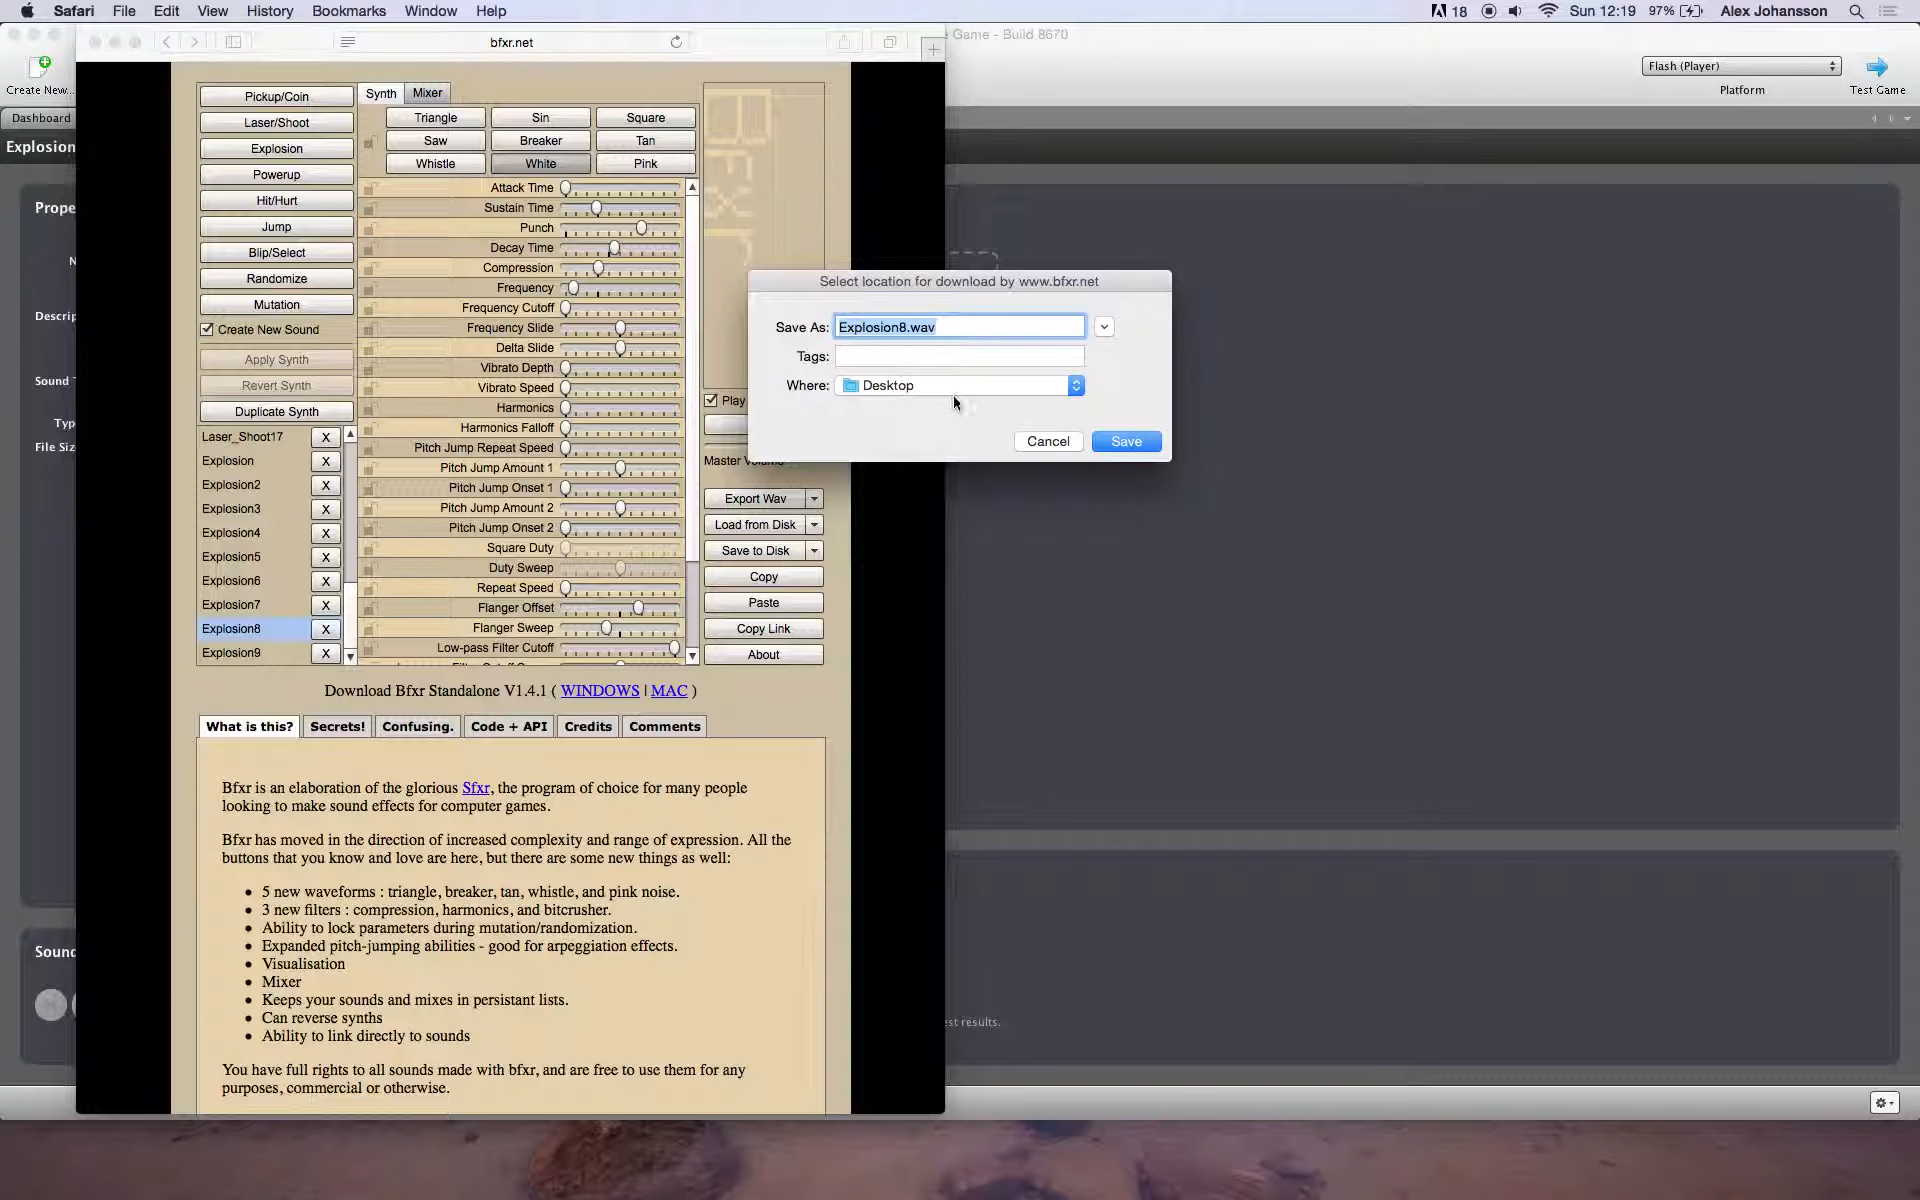 Safari File Edit View History Bookmarks Window Help
18 Sun 12:19 97% Alex Johansson
bfxr.net
e Game - Build 8670
Create New...
Flash (Player)
Platform
Test Game
Dashboard
Explosion
Prope
N
Descrip
Sound T
Typ
File Siz
Sound
est results.
Pickup/Coin
Laser/Shoot
Explosion
Powerup
Hit/Hurt
Jump
Blip/Select
Randomize
Mutation
Create New Sound
Apply Synth
Revert Synth
Duplicate Synth
Laser_Shoot17 X
Explosion X
Explosion2 X
Explosion3 X
Explosion4 X
Explosion5 X
Explosion6 X
Explosion7 X
Explosion8 X
Explosion9 X
Synth Mixer
Triangle Sin Square
Saw Breaker Tan
Whistle White Pink
Attack Time
Sustain Time
Punch
Decay Time
Compression
Frequency
Frequency Cutoff
Frequency Slide
Delta Slide
Vibrato Depth
Vibrato Speed
Harmonics
Harmonics Falloff
Pitch Jump Repeat Speed
Pitch Jump Amount 1
Pitch Jump Onset 1
Pitch Jump Amount 2
Pitch Jump Onset 2
Square Duty
Duty Sweep
Repeat Speed
Flanger Offset
Flanger Sweep
Low-pass Filter Cutoff
BFXR
Play
Master Volume
Export Wav
Load from Disk
Save to Disk
Copy
Paste
Copy Link
About
Select location for download by www.bfxr.net
Save As: Explosion8.wav
Tags:
Where: Desktop
Cancel Save
Download Bfxr Standalone V1.4.1 ( WINDOWS | MAC )
What is this? Secrets! Confusing. Code + API Credits Comments
Bfxr is an elaboration of the glorious Sfxr, the program of choice for many people
looking to make sound effects for computer games.
Bfxr has moved in the direction of increased complexity and range of expression. All the
buttons that you know and love are here, but there are some new things as well:
• 5 new waveforms : triangle, breaker, tan, whistle, and pink noise.
• 3 new filters : compression, harmonics, and bitcrusher.
• Ability to lock parameters during mutation/randomization.
• Expanded pitch-jumping abilities - good for arpeggiation effects.
• Visualisation
• Mixer
• Keeps your sounds and mixes in persistant lists.
• Can reverse synths
• Ability to link directly to sounds
You have full rights to all sounds made with bfxr, and are free to use them for any
purposes, commercial or otherwise.